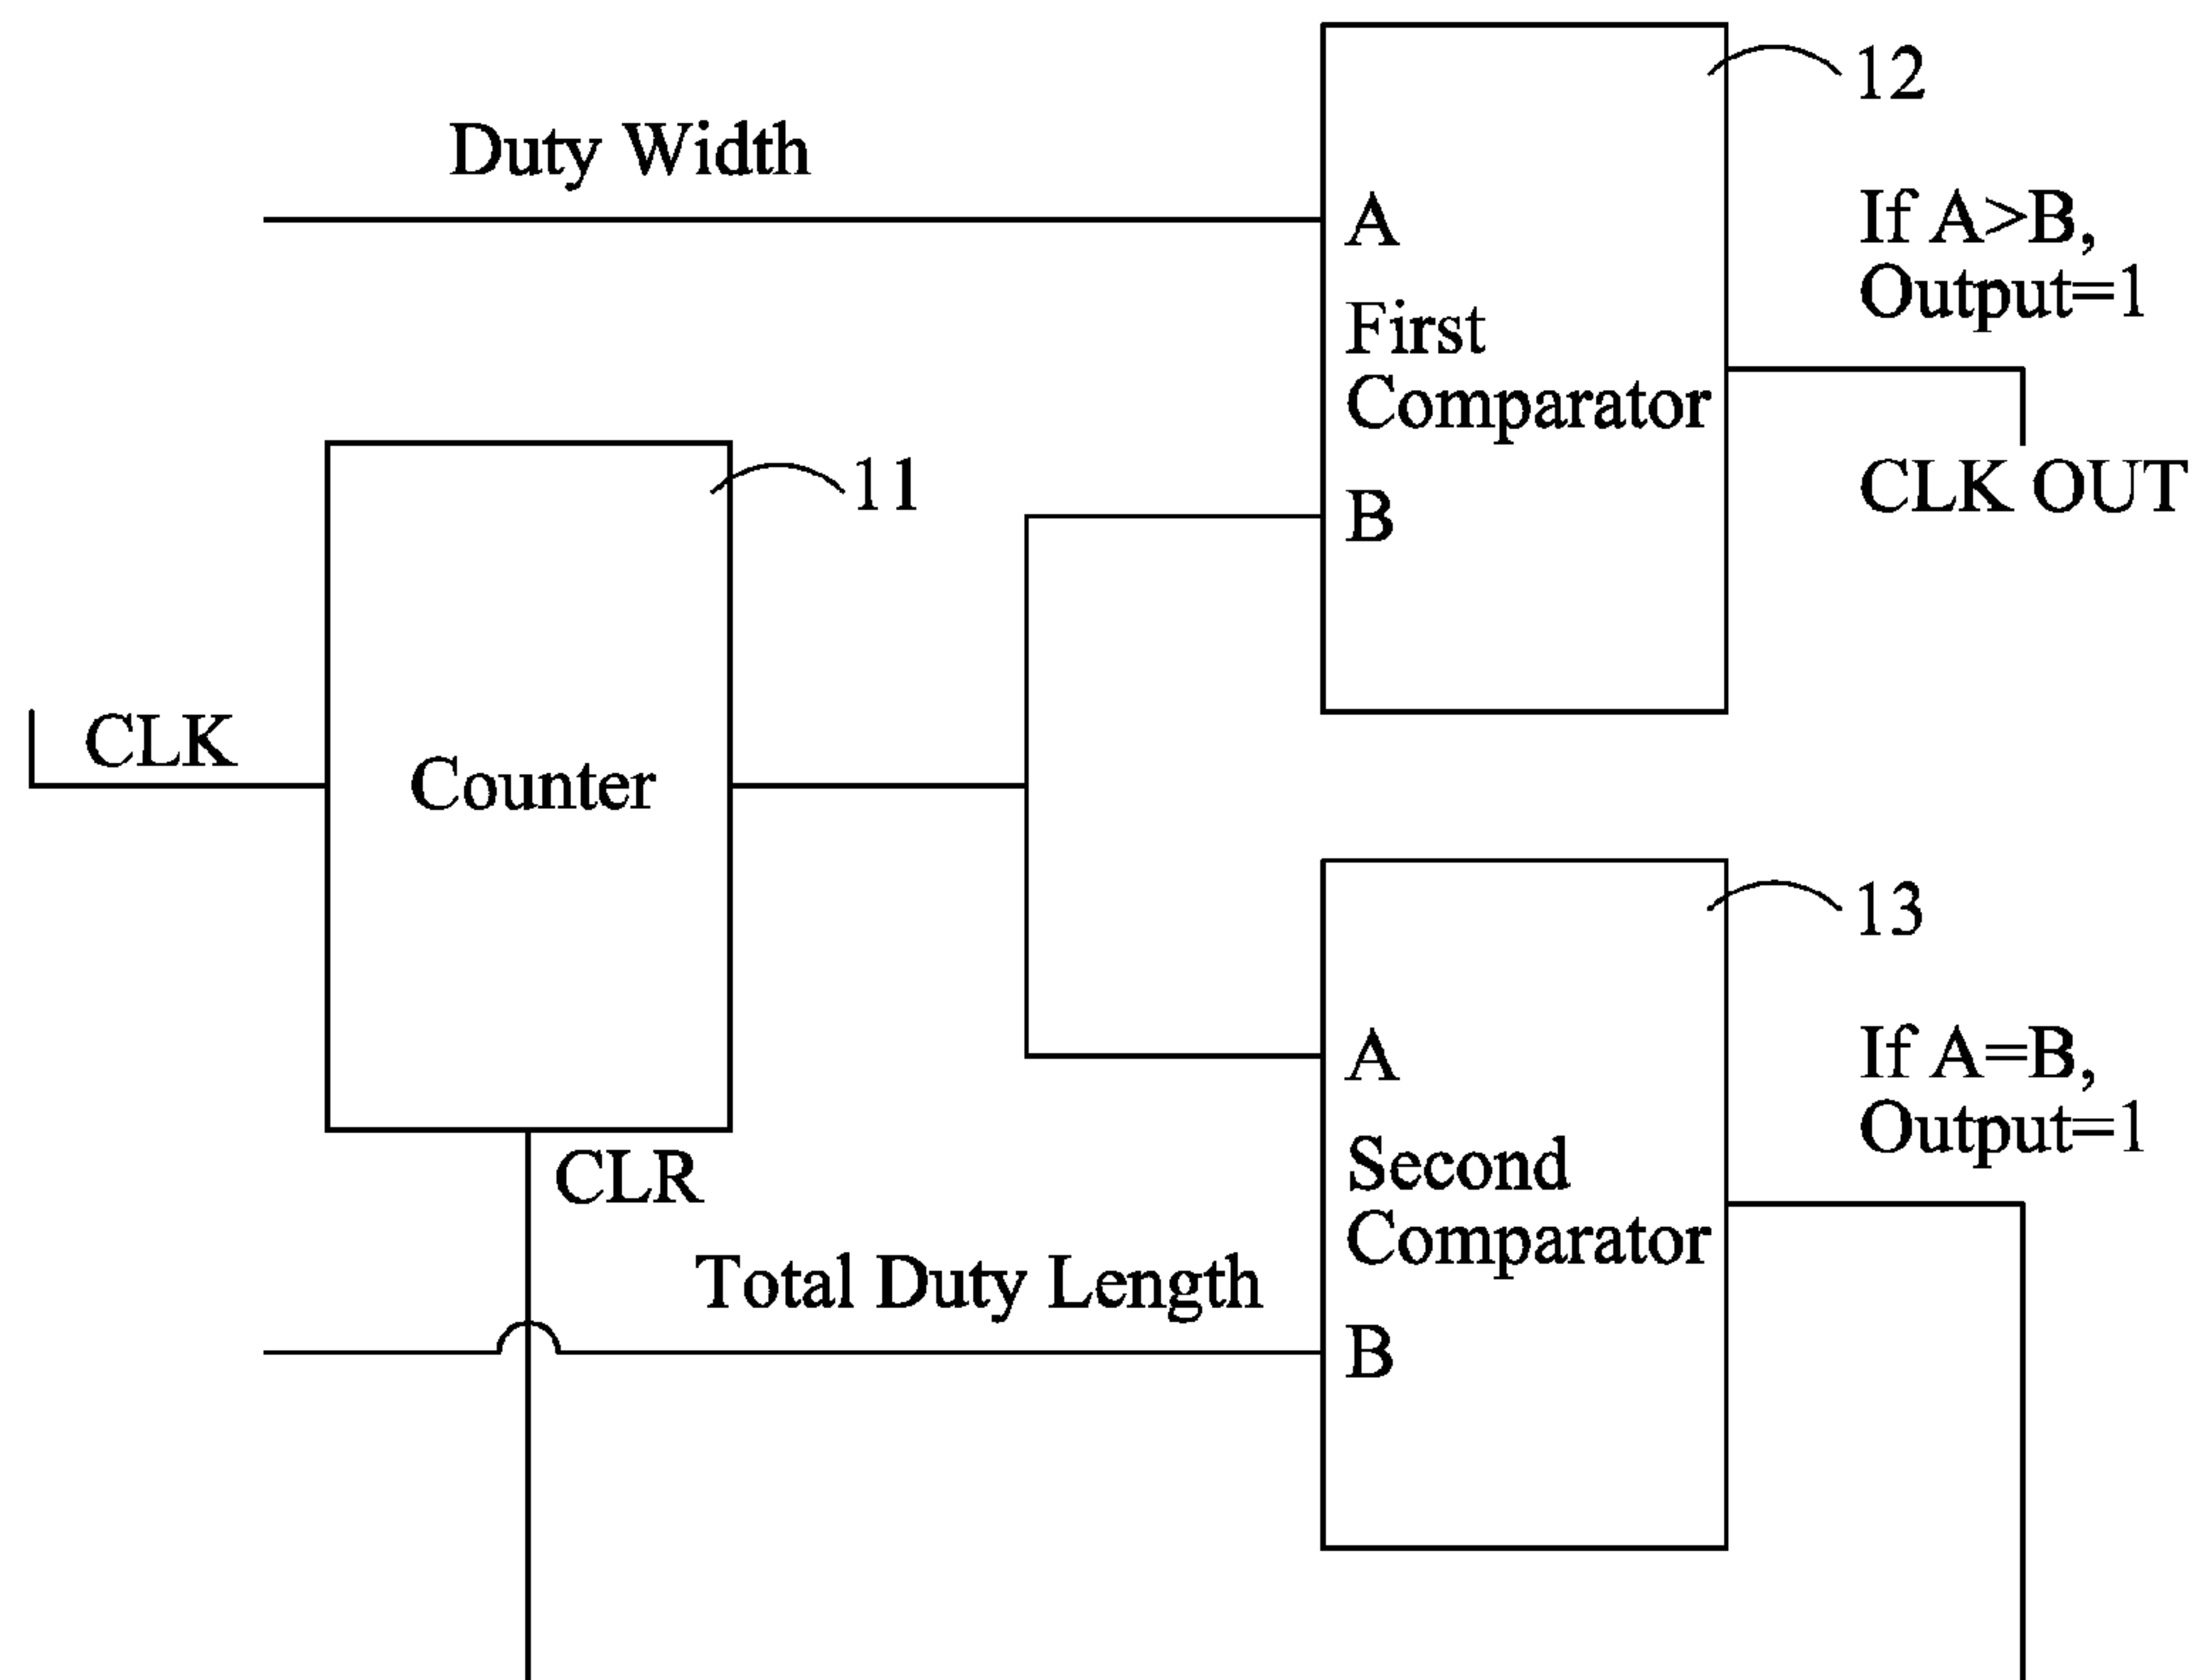 12
Duty Width
If A>B,
Output=1
A
First
Comparator
11
CLK OUT
B
CLK
Counter
13
A
If A=B,
Output=1
CLR
Second
Comparator
Total Duty Length
B